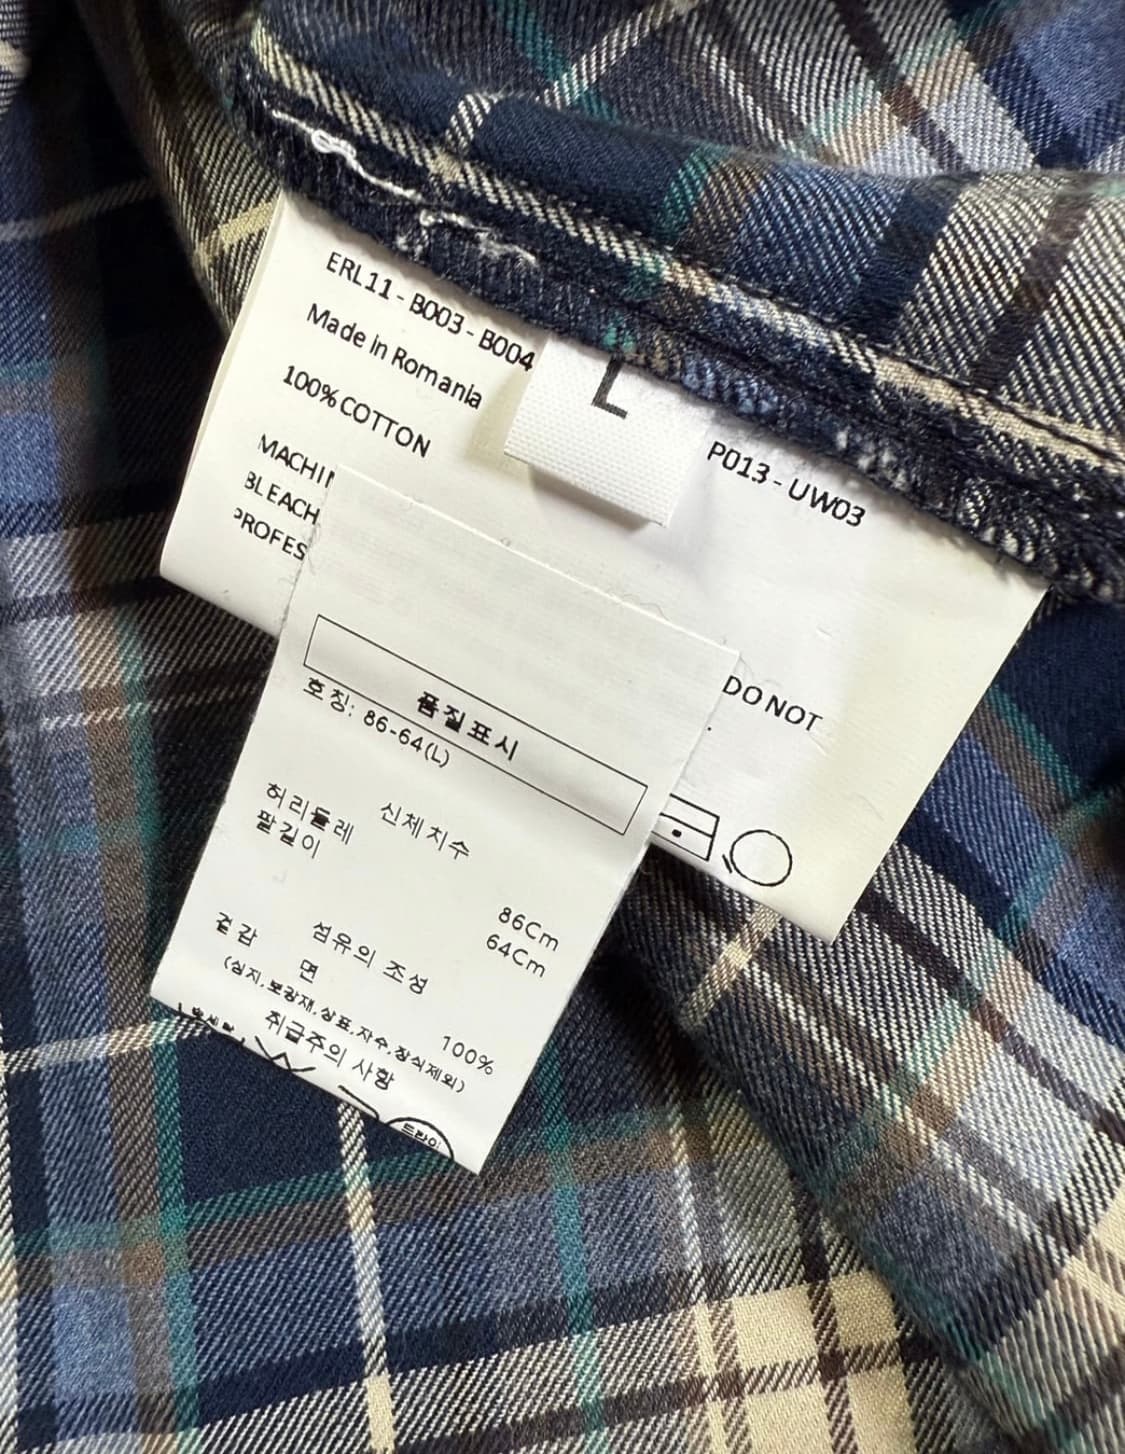 ERL11 - B003 - B004
P013 - UW03
L
Made in Romania
100% COTTON
DO NOT
BLEACH
품질표시
호칭: 86-64(L)
신체치수
허리둘레 86Cm
팔길이 64Cm
섬유의 조성
겉감 면 100%
(심지,보강재,상표,자수,장식제외)
취급주의 사항
드라이